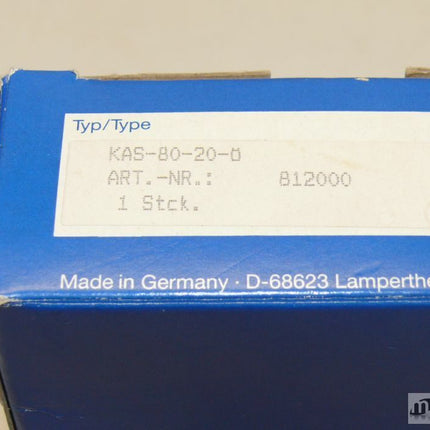 Typ/Type
KAS-80-20-0
ART.-NR.: 812000
1 Stck.
Made in Germany · D-68623 Lamperthe